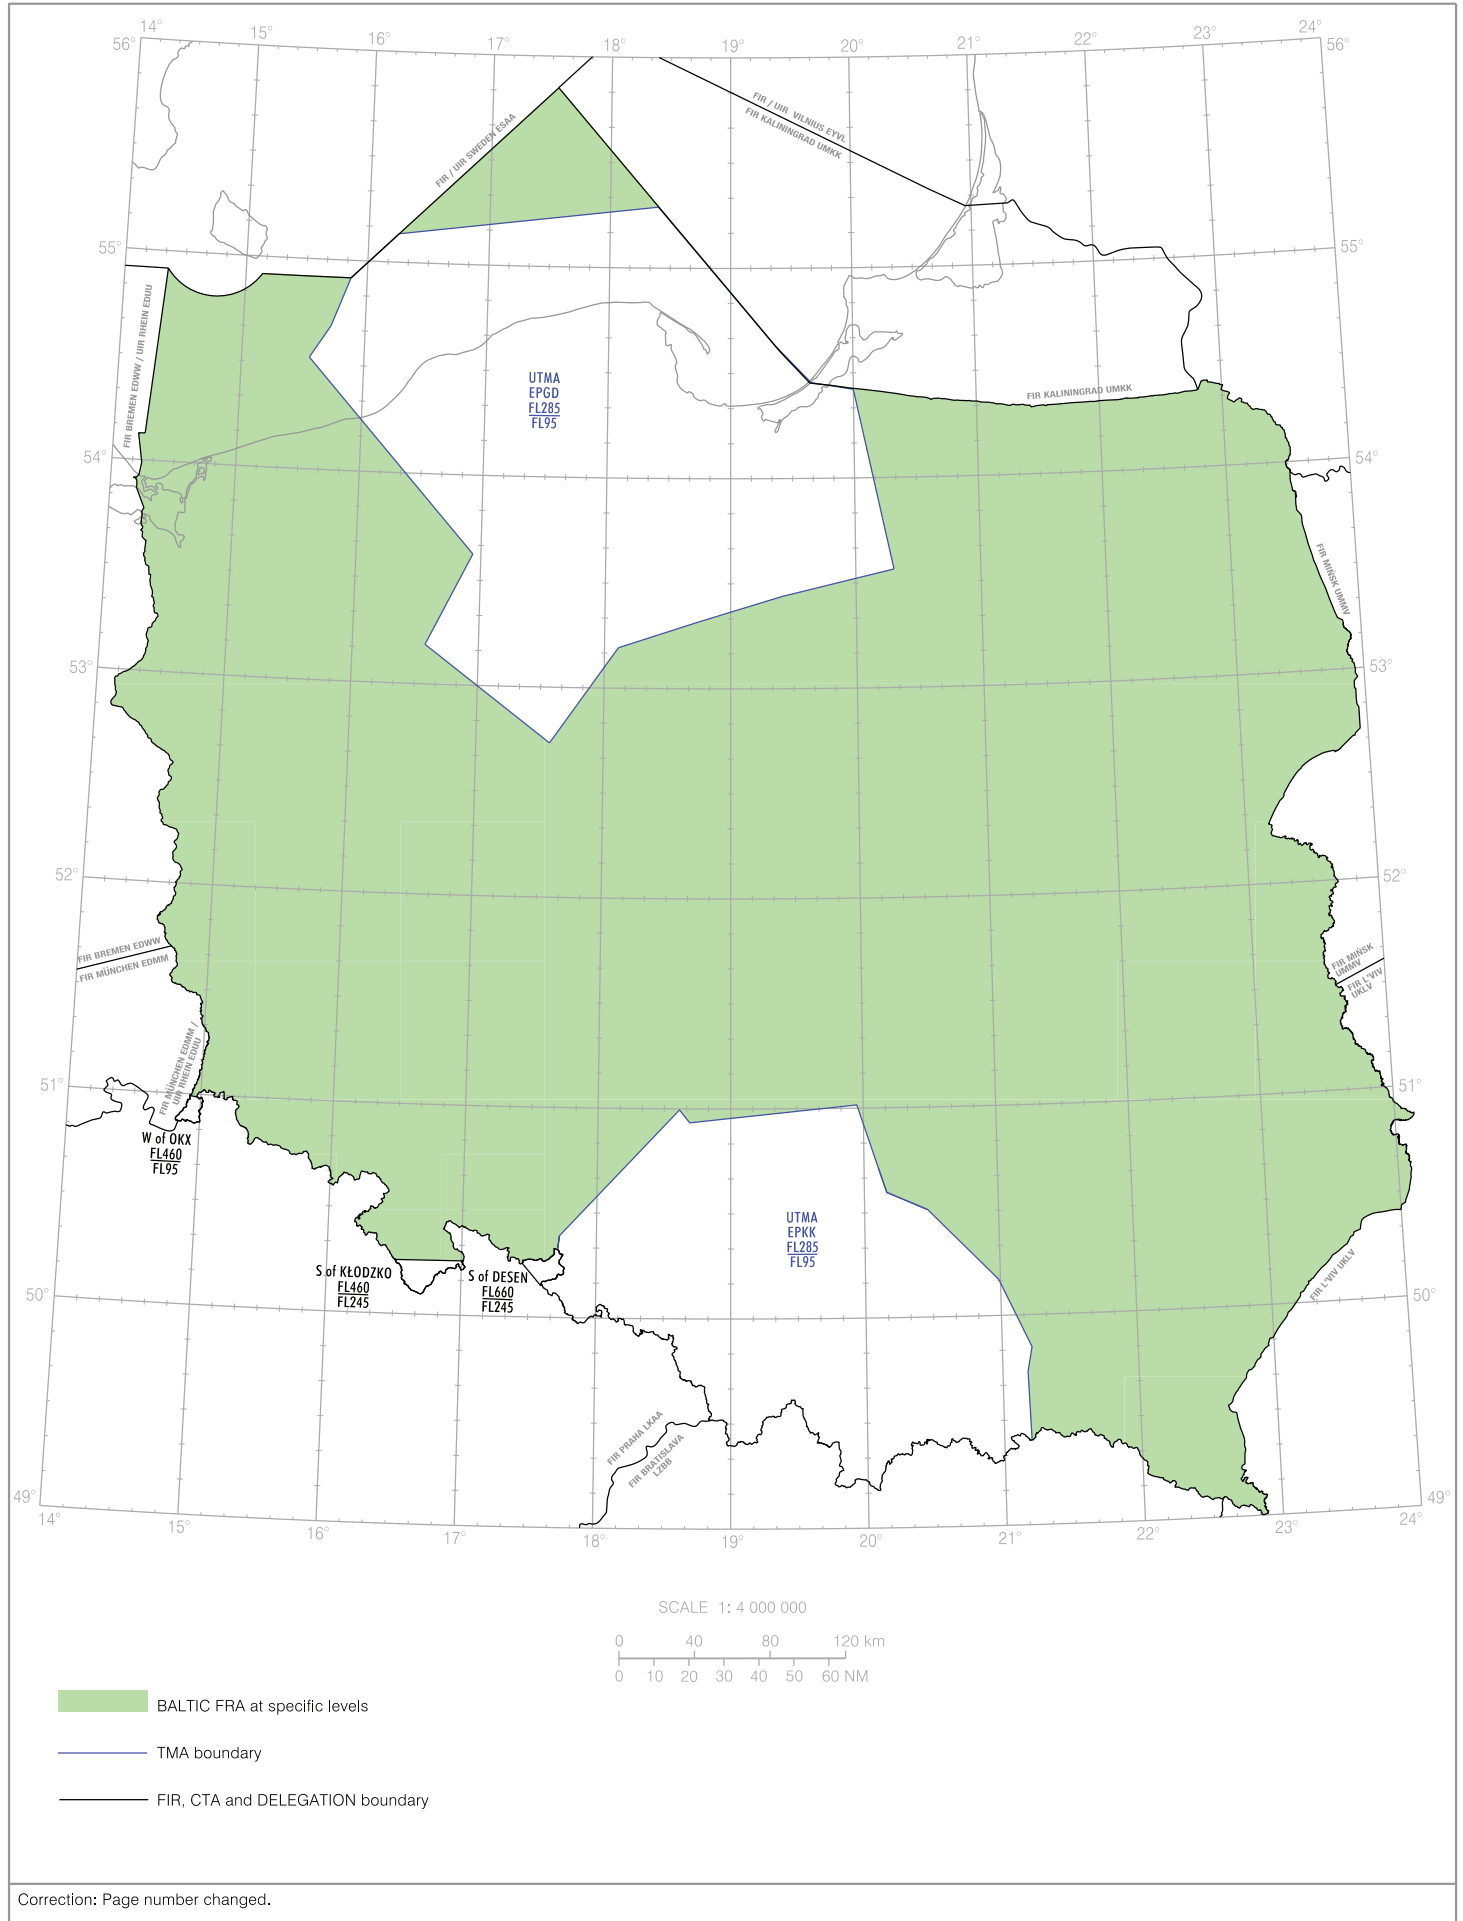 14°
15°
16°
17°
18°
19°
20°
21°
22°
23°
24°
56°
56°
FIR / UIR SWEDEN ESAA
FIR / UIR VILNIUS EYVL
FIR KALININGRAD UMKK
55°
55°
FIR BREMEN EDWW / UIR RHEIN EDUU
UTMA
EPGD
FL285
FL95
FIR KALININGRAD UMKK
54°
54°
FIR MIŃSK UMMV
53°
53°
52°
52°
FIR BREMEN EDWW
FIR MÜNCHEN EDMM
FIR MIŃSK
UMMV
FIR L'VIV
UKLV
FIR MÜNCHEN EDMM /
UIR RHEIN EDUU
51°
51°
W of OKX
FL460
FL95
UTMA
EPKK
FL285
FL95
S of KŁODZKO
FL460
FL245
S of DESEN
FL660
FL245
FIR L'VIV UKLV
50°
50°
FIR PRAHA LKAA
FIR BRATISLAVA
LZBB
49°
49°
14°
15°
16°
17°
18°
19°
20°
21°
22°
23°
24°
SCALE 1: 4 000 000
0 40 80 120 km
0 10 20 30 40 50 60 NM
BALTIC FRA at specific levels
TMA boundary
FIR, CTA and DELEGATION boundary
Correction: Page number changed.